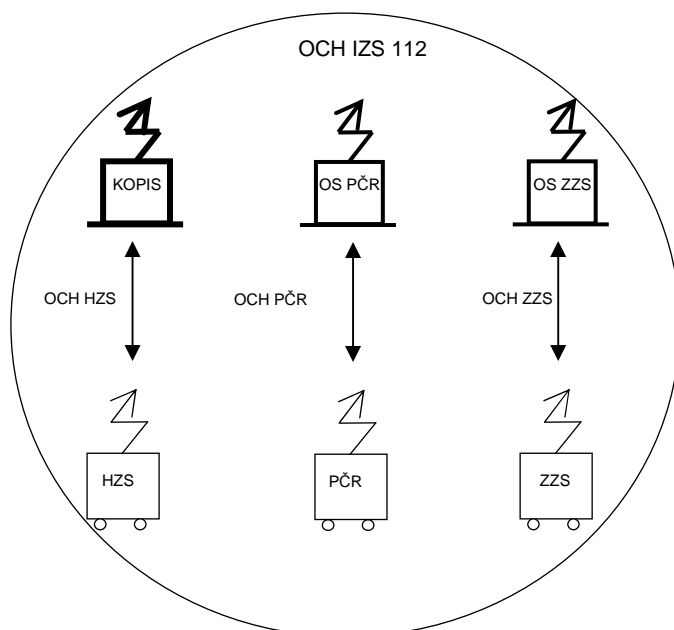 OCH IZS 112
KOPIS
OS PČR
OS ZZS
OCH HZS
OCH PČR
OCH ZZS
HZS
PČR
ZZS